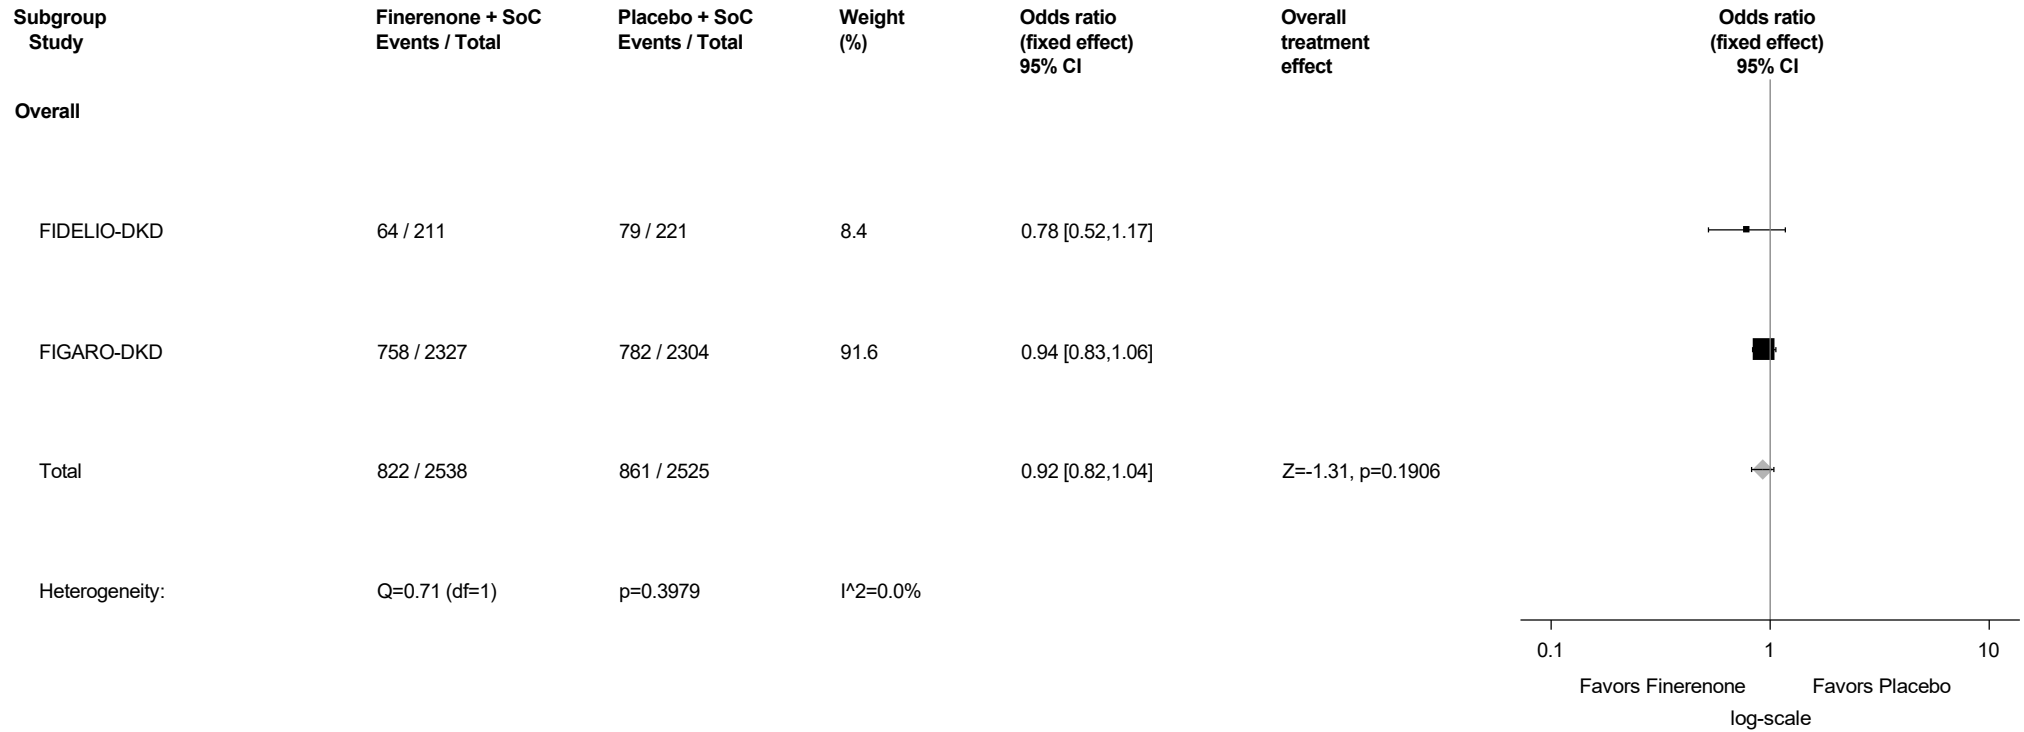 Subgroup Finerenone + SoC Placebo + SoC Weight Odds ratio Overall Odds ratio
Study Events / Total Events / Total (%) (fixed effect) treatment (fixed effect)
95% CI effect 95% CI
Overall
FIDELIO-DKD 64 / 211 79 / 221 8.4 0.78 [0.52,1.17]
FIGARO-DKD 758 / 2327 782 / 2304 91.6 0.94 [0.83,1.06]
Total 822 / 2538 861 / 2525 0.92 [0.82,1.04] Z=-1.31, p=0.1906
Heterogeneity: Q=0.71 (df=1) p=0.3979 I^2=0.0%
0.1 1 10
Favors Finerenone Favors Placebo
log-scale